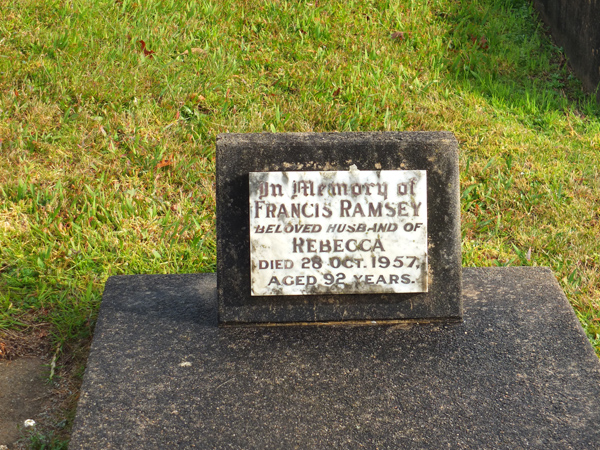 In Memory of
FRANCIS RAMSEY
BELOVED HUSBAND OF
REBECCA
DIED 28 OCT. 1957,
AGED 92 YEARS.